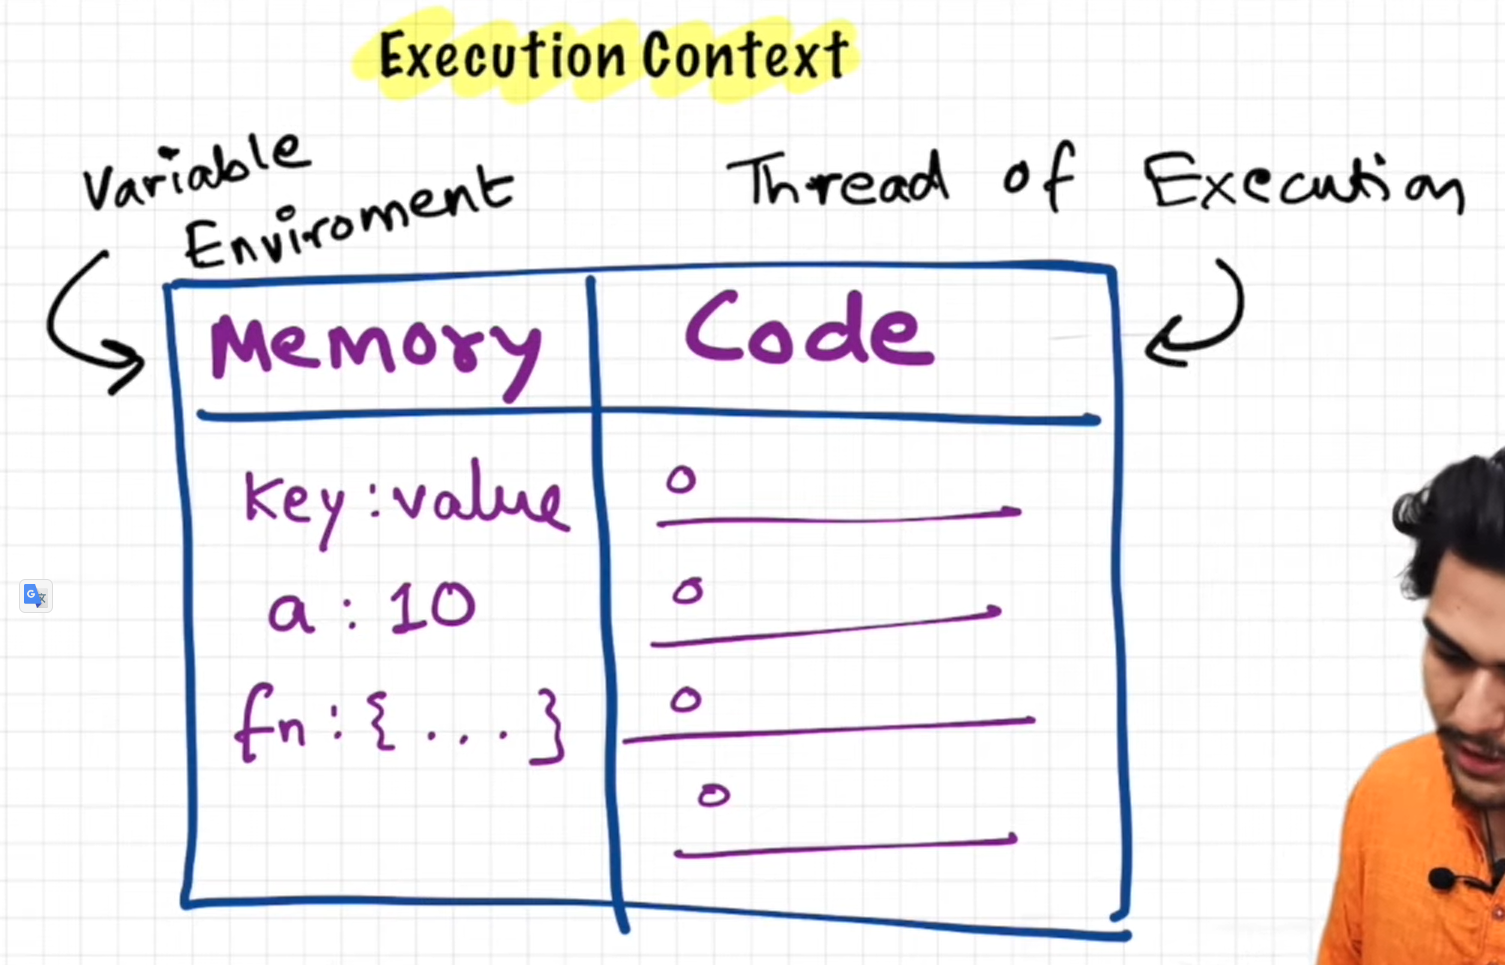 Execution Context
Variable
Enviroment
Thread of Execution
Memory
Code
key : value
a : 10
fn : { ... }
G